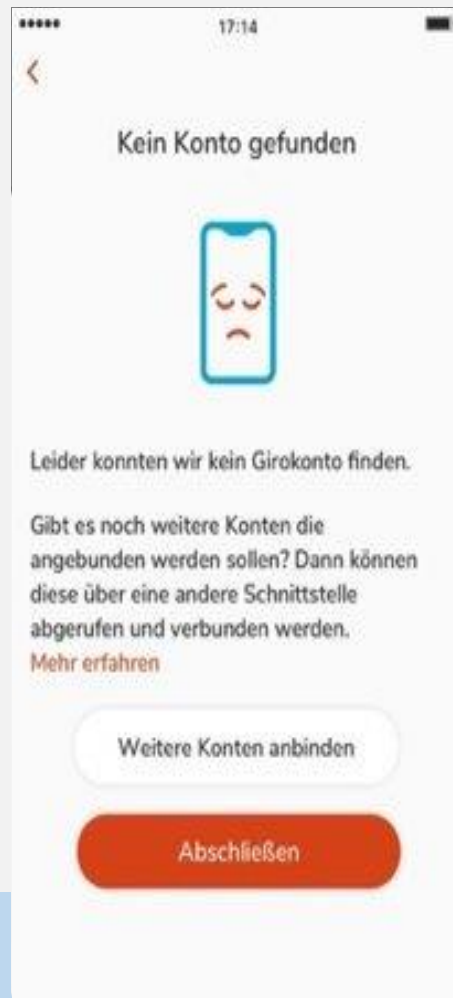 17:14
Kein Konto gefunden
Leider konnten wir kein Girokonto finden.
Gibt es noch weitere Konten die
angebunden werden sollen? Dann können
diese über eine andere Schnittstelle
abgerufen und verbunden werden.
Mehr erfahren
Weitere Konten anbinden
Abschließen